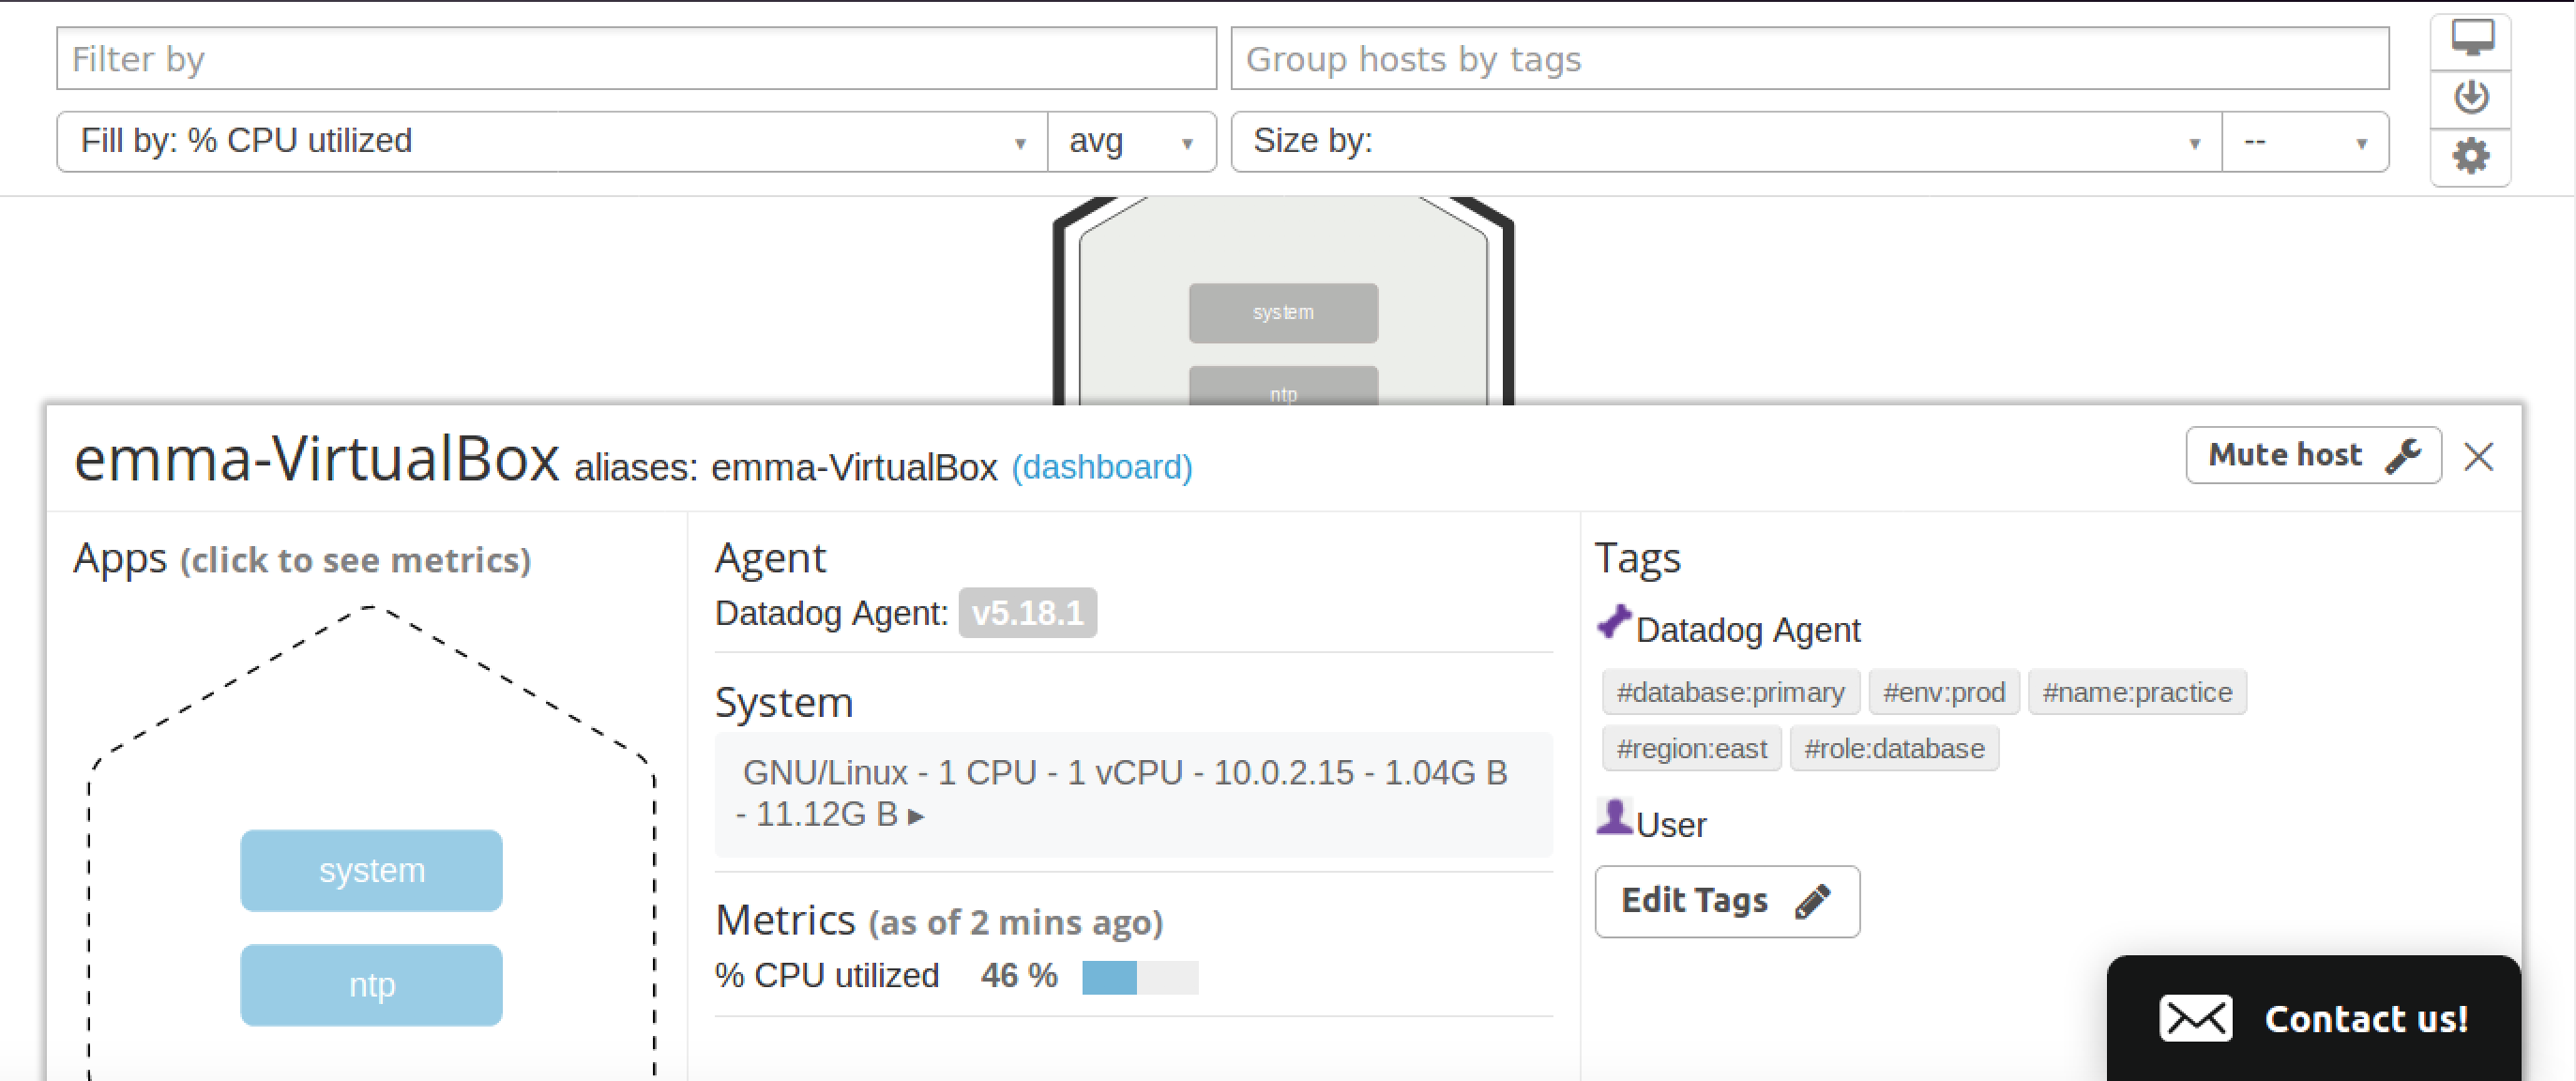 Filter by
Group hosts by tags
Fill by: % CPU utilized
avg
Size by:
--
system
ntp
emma-VirtualBox aliases: emma-VirtualBox (dashboard)
Mute host
Apps (click to see metrics)
system
ntp
Agent
Datadog Agent: v5.18.1
System
GNU/Linux - 1 CPU - 1 vCPU - 10.0.2.15 - 1.04G B
- 11.12G B ▸
Metrics (as of 2 mins ago)
% CPU utilized 46 %
Tags
Datadog Agent
#database:primary #env:prod #name:practice
#region:east #role:database
User
Edit Tags
Contact us!